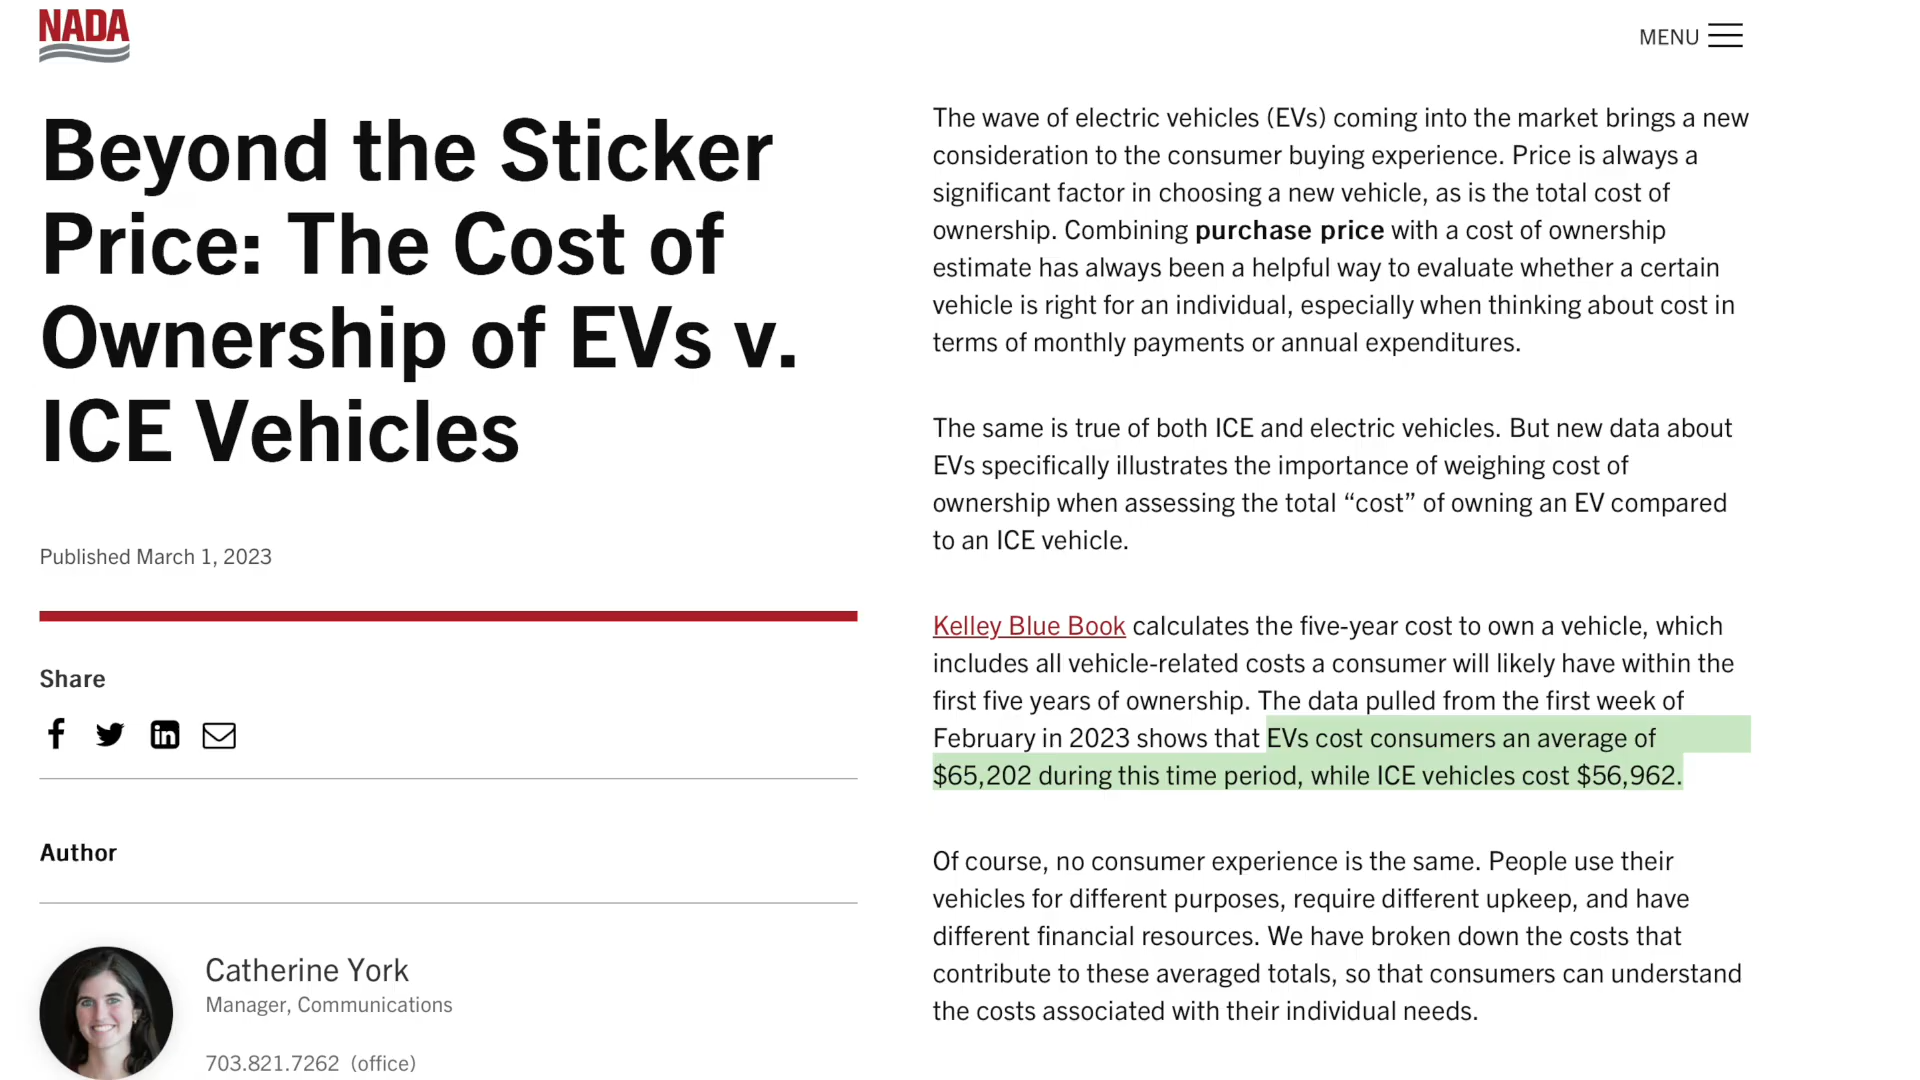 NADA
MENU
Beyond the Sticker
Price: The Cost of
Ownership of EVs v.
ICE Vehicles
Published March 1, 2023
Share
Author
Catherine York
Manager, Communications
703.821.7262 (office)
The wave of electric vehicles (EVs) coming into the market brings a new
consideration to the consumer buying experience. Price is always a
significant factor in choosing a new vehicle, as is the total cost of
ownership. Combining purchase price with a cost of ownership
estimate has always been a helpful way to evaluate whether a certain
vehicle is right for an individual, especially when thinking about cost in
terms of monthly payments or annual expenditures.
The same is true of both ICE and electric vehicles. But new data about
EVs specifically illustrates the importance of weighing cost of
ownership when assessing the total “cost” of owning an EV compared
to an ICE vehicle.
Kelley Blue Book calculates the five-year cost to own a vehicle, which
includes all vehicle-related costs a consumer will likely have within the
first five years of ownership. The data pulled from the first week of
February in 2023 shows that EVs cost consumers an average of
$65,202 during this time period, while ICE vehicles cost $56,962.
Of course, no consumer experience is the same. People use their
vehicles for different purposes, require different upkeep, and have
different financial resources. We have broken down the costs that
contribute to these averaged totals, so that consumers can understand
the costs associated with their individual needs.